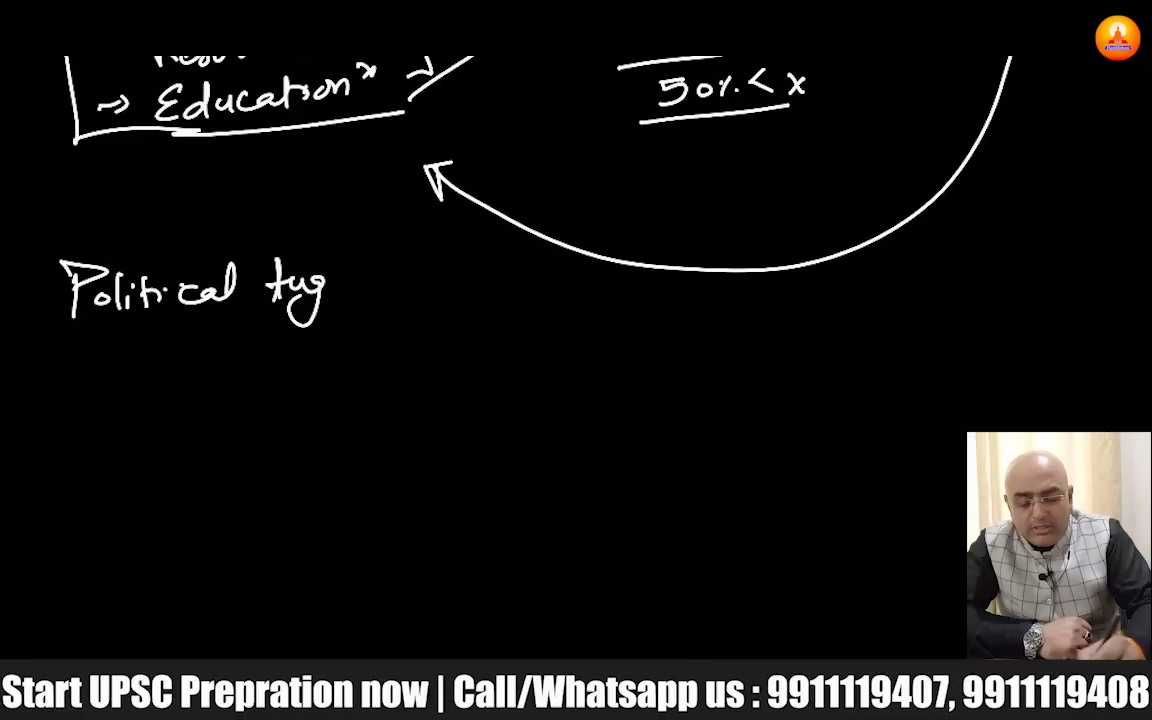 → Education
50% < x
Political tug
Start UPSC Prepration now | Call/Whatsapp us : 9911119407, 9911119408